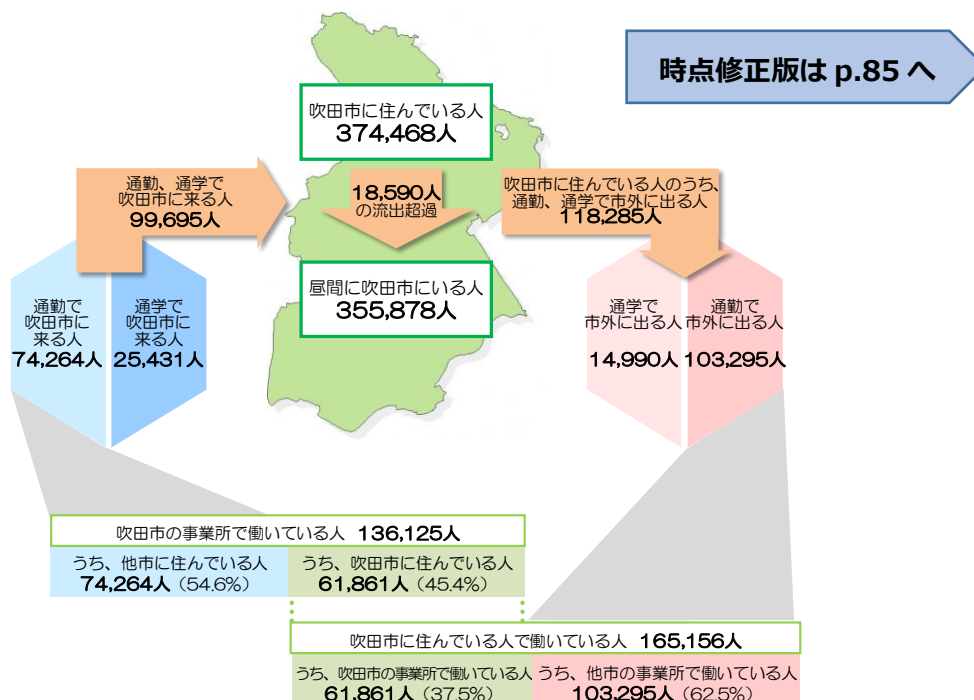 時点修正版は p.85 へ
吹田市に住んでいる人
374,468人
通勤、通学で
吹田市に来る人
99,695人
18,590人
の流出超過
吹田市に住んでいる人のうち、
通勤、通学で市外に出る人
118,285人
昼間に吹田市にいる人
355,878人
通勤で
吹田市に
来る人
74,264人
通学で
吹田市に
来る人
25,431人
通学で
市外に出る人
14,990人
通勤で
市外に出る人
103,295人
吹田市の事業所で働いている人 136,125人
うち、他市に住んでいる人
74,264人（54.6%）
うち、吹田市に住んでいる人
61,861人（45.4%）
吹田市に住んでいる人で働いている人 165,156人
うち、吹田市の事業所で働いている人
61,861人（37.5%）
うち、他市の事業所で働いている人
103,295人（62.5%）